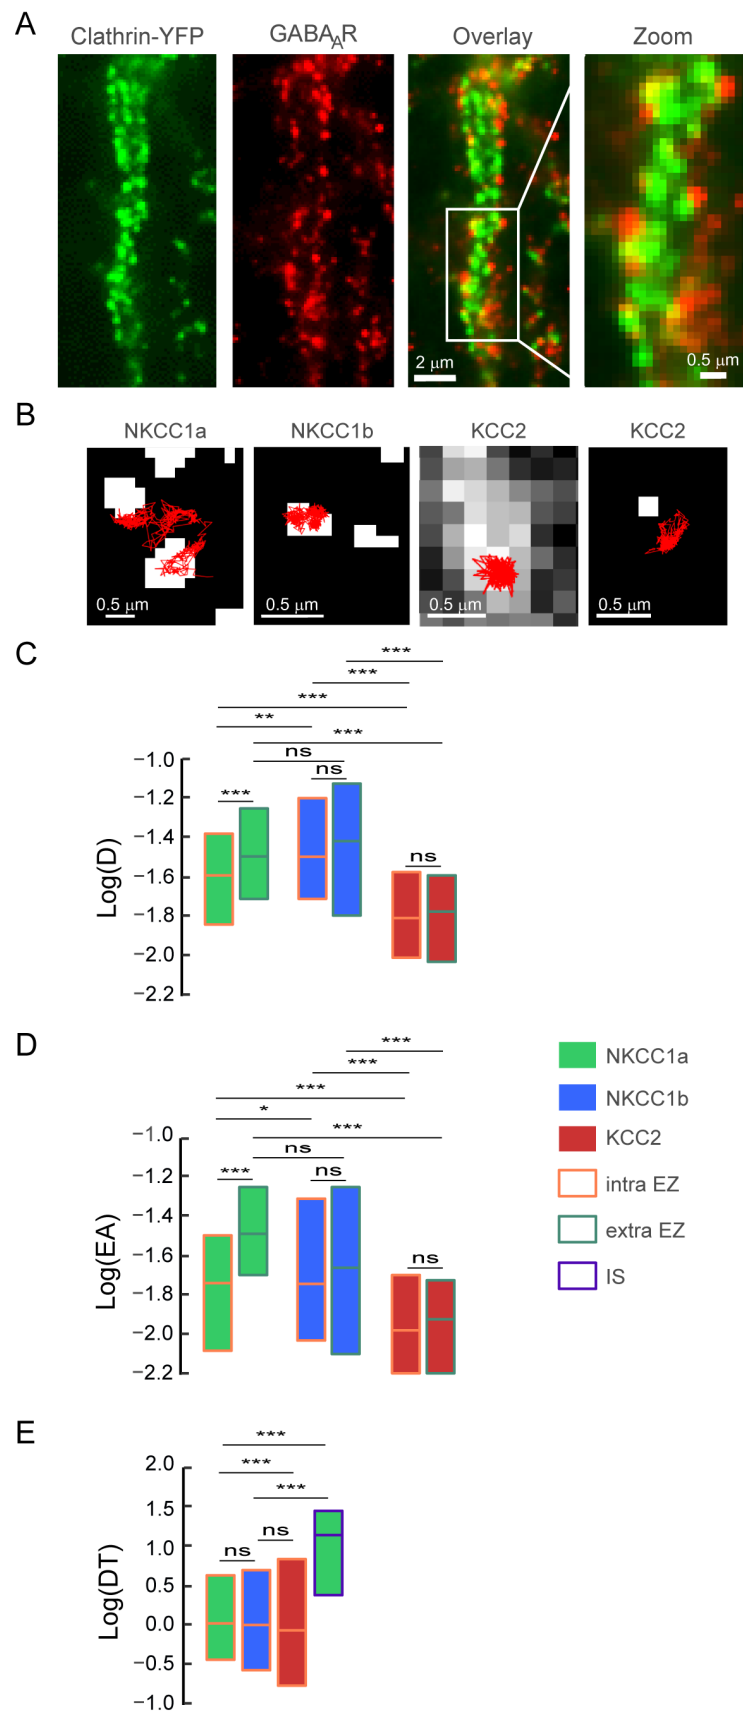 A
Clathrin-YFP GABAAR Overlay Zoom
2 µm 0.5 µm
B
NKCC1a NKCC1b KCC2 KCC2
0.5 µm 0.5 µm 0.5 µm 0.5 µm
C
***
***
***
**
***
ns
ns
***
ns
Log(D)
−1.0
−1.2
−1.4
−1.6
−1.8
−2.0
−2.2
D
***
***
***
*
***
ns
ns
***
ns
Log(EA)
−1.0
−1.2
−1.4
−1.6
−1.8
−2.0
−2.2
NKCC1a
NKCC1b
KCC2
intra EZ
extra EZ
IS
E
***
***
***
ns
ns
Log(DT)
2.0
1.5
1.0
0.5
0.0
−0.5
−1.0